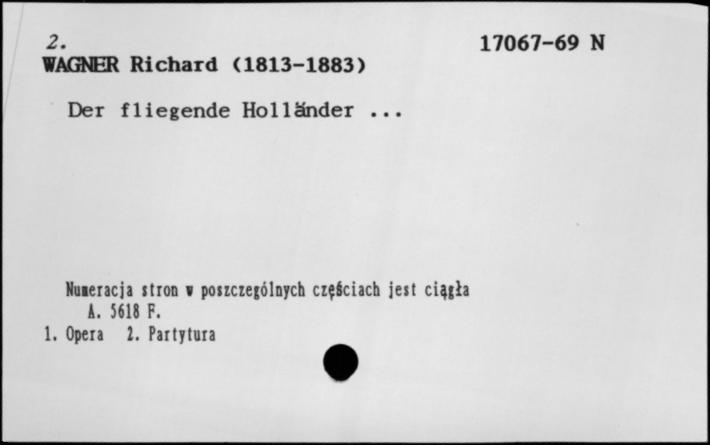 2. 17067-69 N
WAGNER Richard (1813-1883)
Der fliegende Holländer ...
Numeracja stron w poszczególnych częściach jest ciągła
A. 5618 F.
1. Opera 2. Partytura